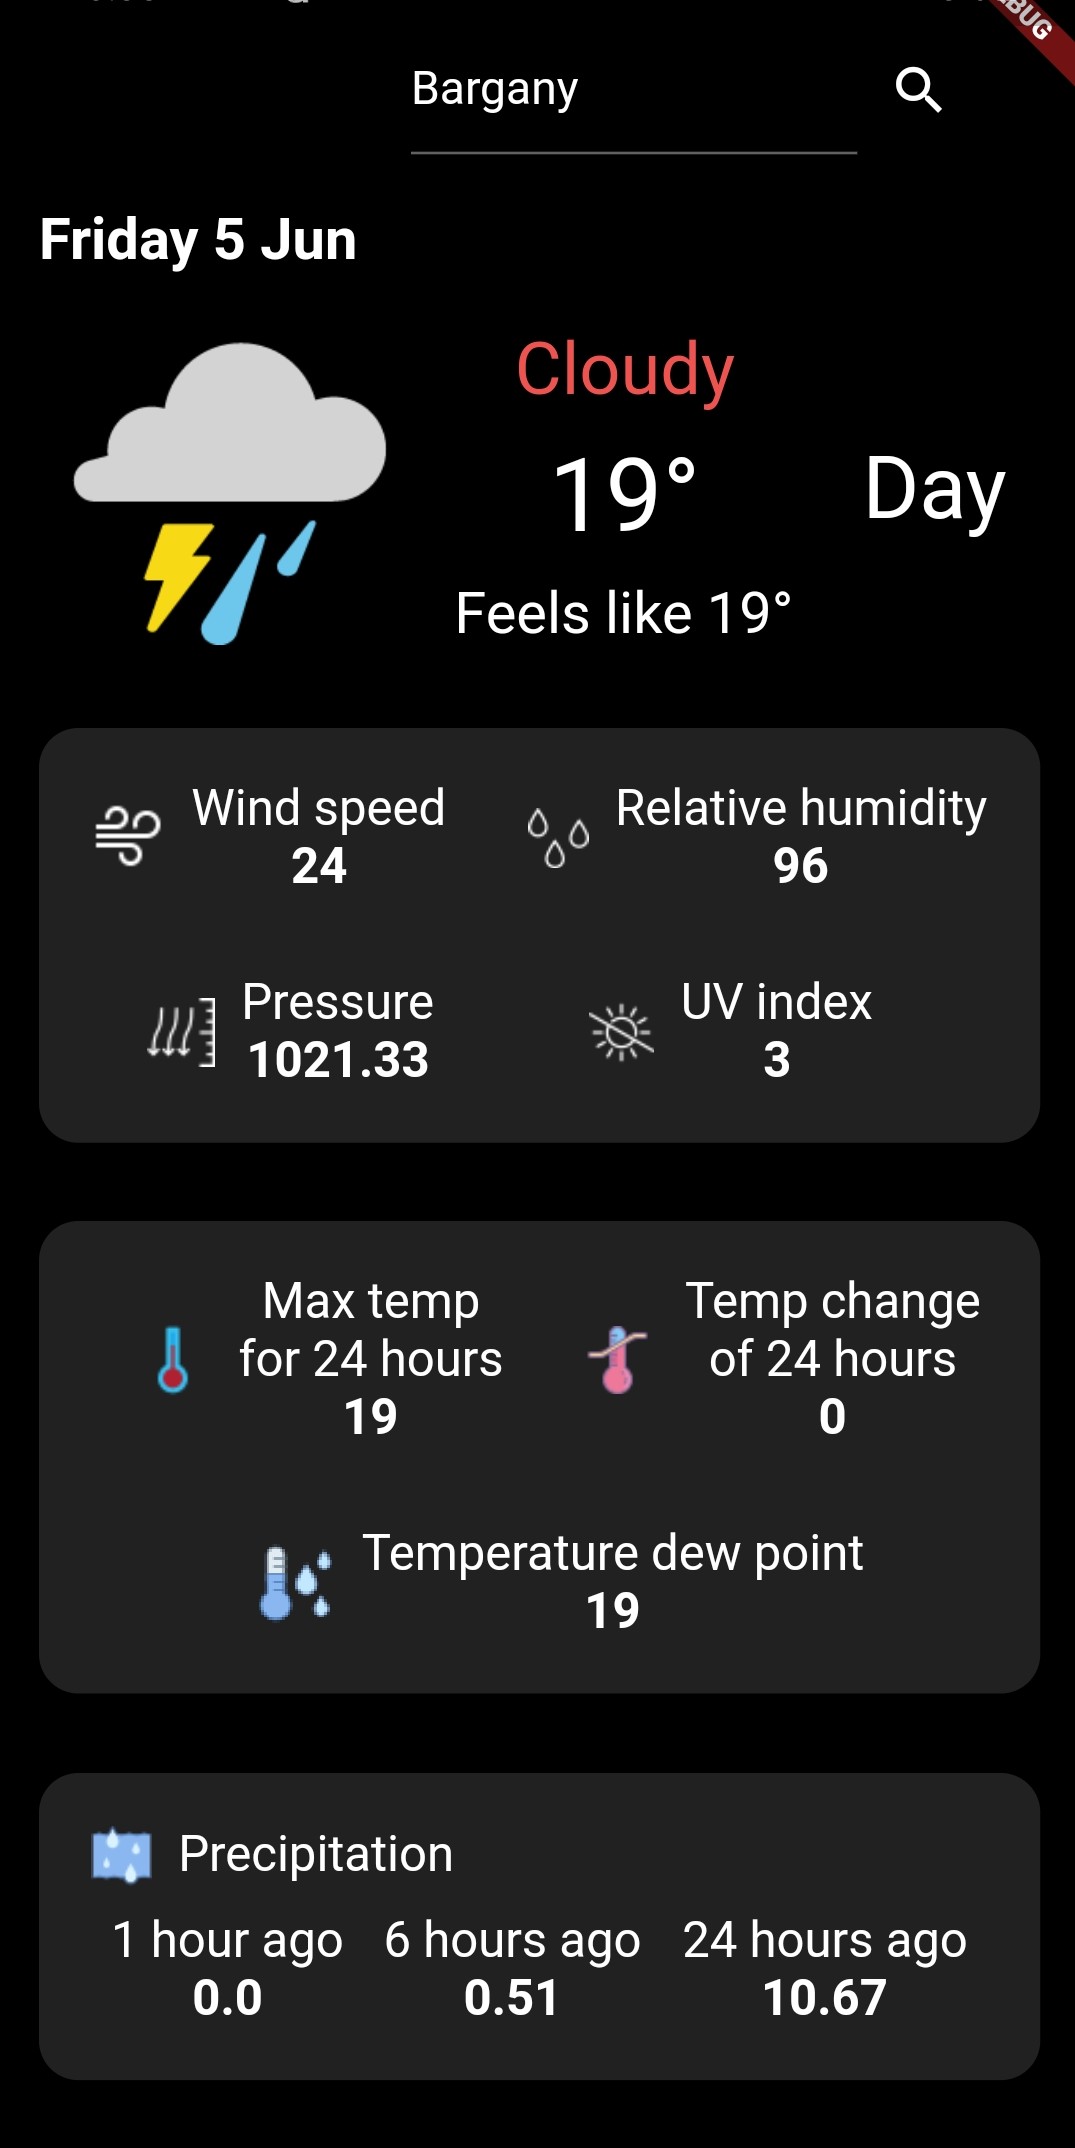 Bargany
Friday 5 Jun
Cloudy
19°
Day
Feels like 19°
Wind speed
24
Relative humidity
96
Pressure
1021.33
UV index
3
Max temp
for 24 hours
19
Temp change
of 24 hours
0
Temperature dew point
19
Precipitation
1 hour ago
0.0
6 hours ago
0.51
24 hours ago
10.67